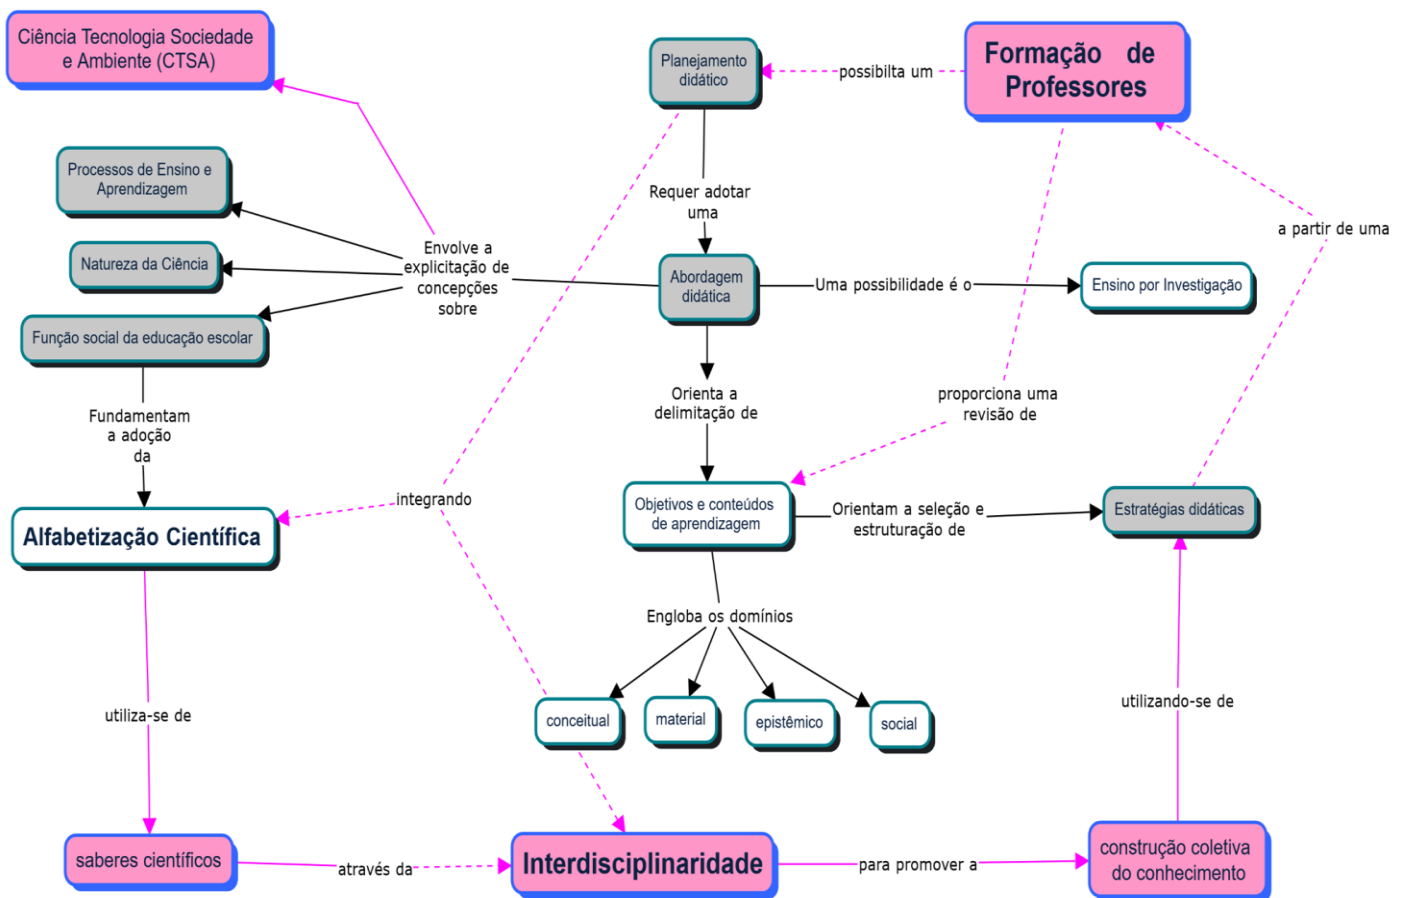 Ciência Tecnologia Sociedade
e Ambiente (CTSA)
Planejamento
didático
possibilta um
Formação de
Professores
Processos de Ensino e
Aprendizagem
Requer adotar
uma
a partir de uma
Natureza da Ciência
Envolve a
explicitação de
concepções
sobre
Abordagem
didática
Uma possibilidade é o
Ensino por Investigação
Função social da educação escolar
Fundamentam
a adoção
da
Orienta a
delimitação de
proporciona uma
revisão de
integrando
Alfabetização Científica
Objetivos e conteúdos
de aprendizagem
Orientam a seleção e
estruturação de
Estratégias didáticas
Engloba os domínios
utiliza-se de
conceitual
material
epistêmico
social
utilizando-se de
saberes científicos
através da
Interdisciplinaridade
para promover a
construção coletiva
do conhecimento